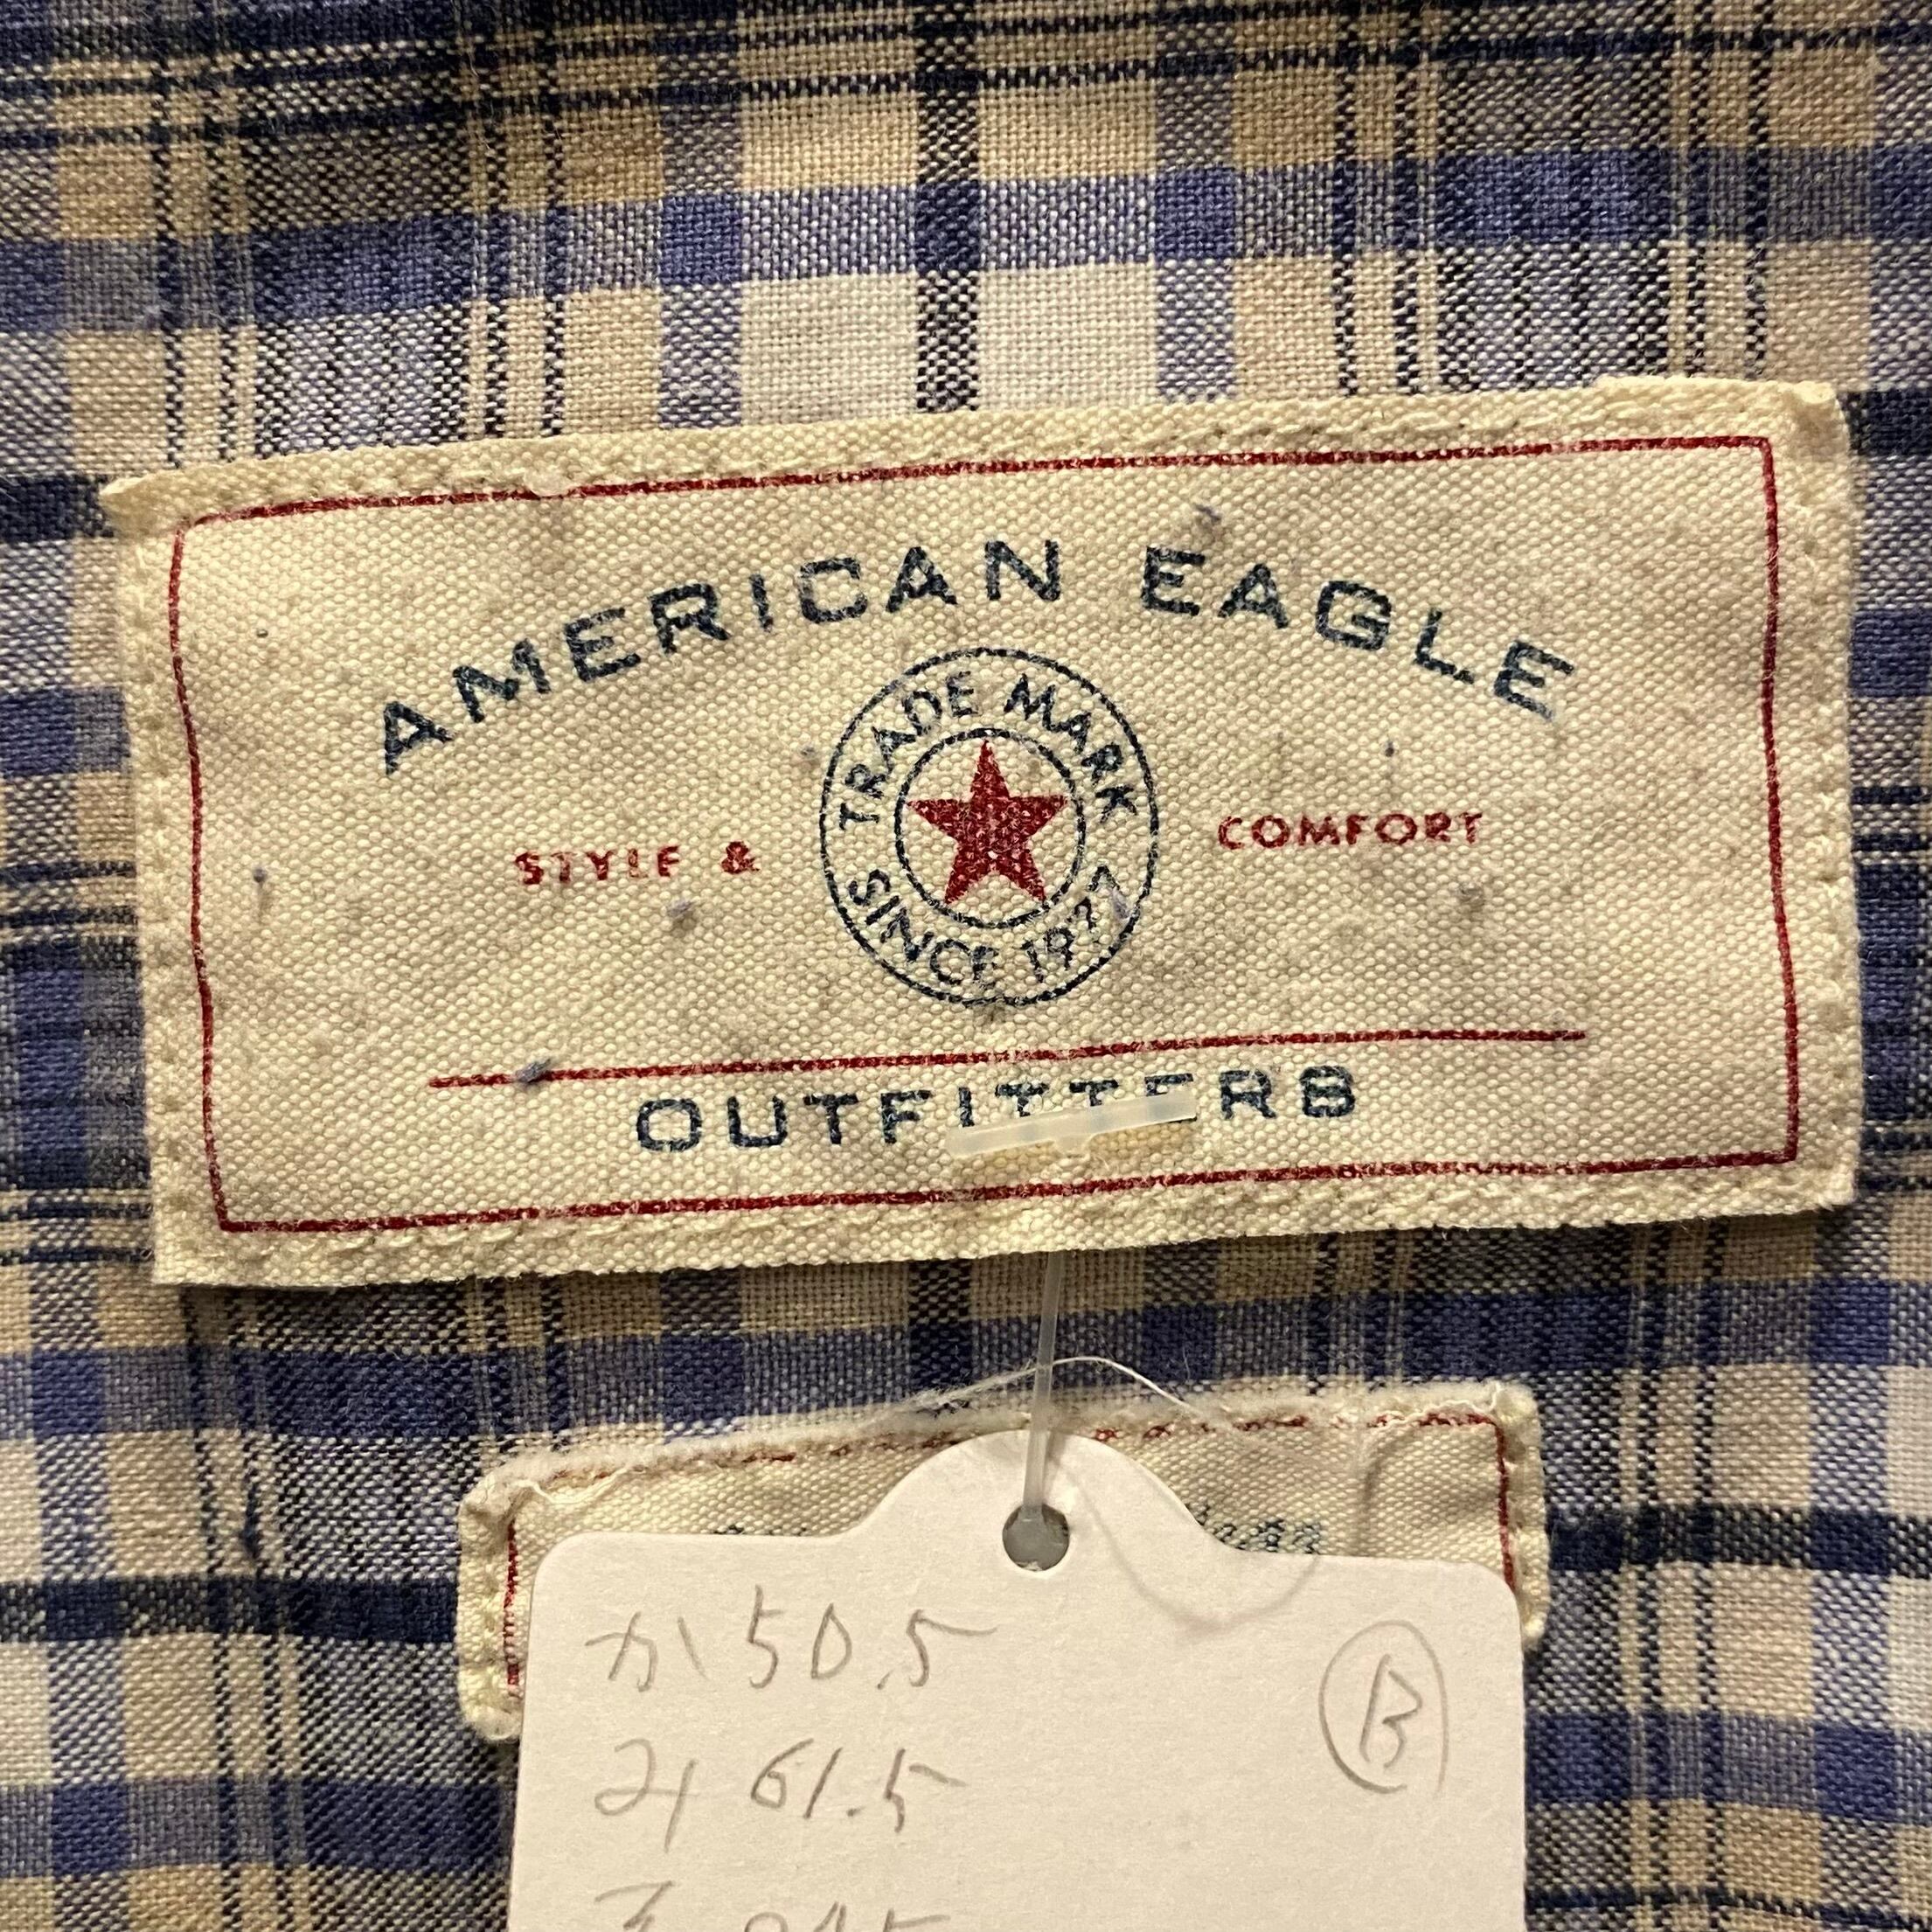 AMERICAN EAGLE
TRADE MARK
STYLE & COMFORT
SINCE 1977
OUTFITTERS
カ 50.5
B
み 61.5